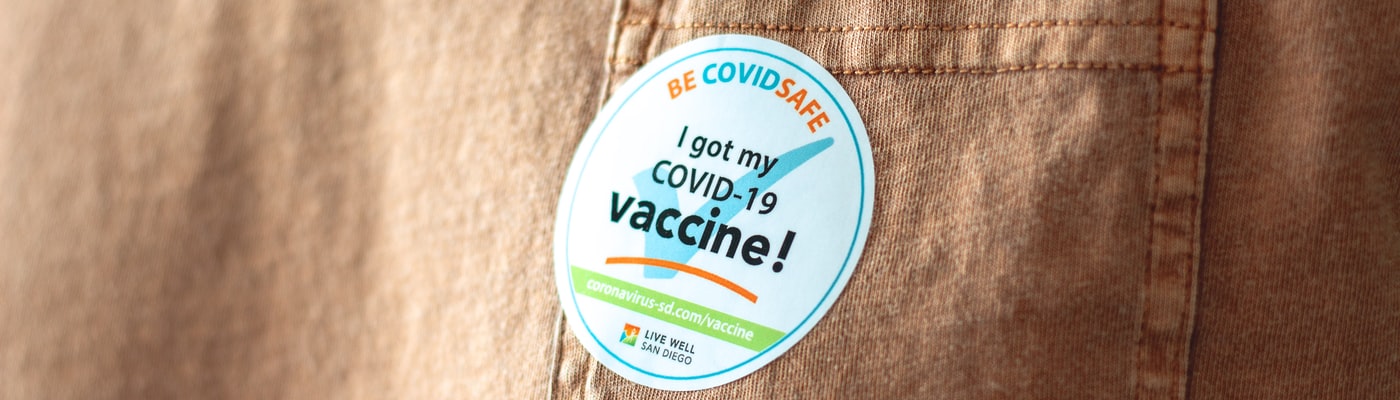 BE COVIDSAFE
I got my
COVID-19
vaccine!
coronavirus-sd.com/vaccine
LIVE WELL
SAN DIEGO